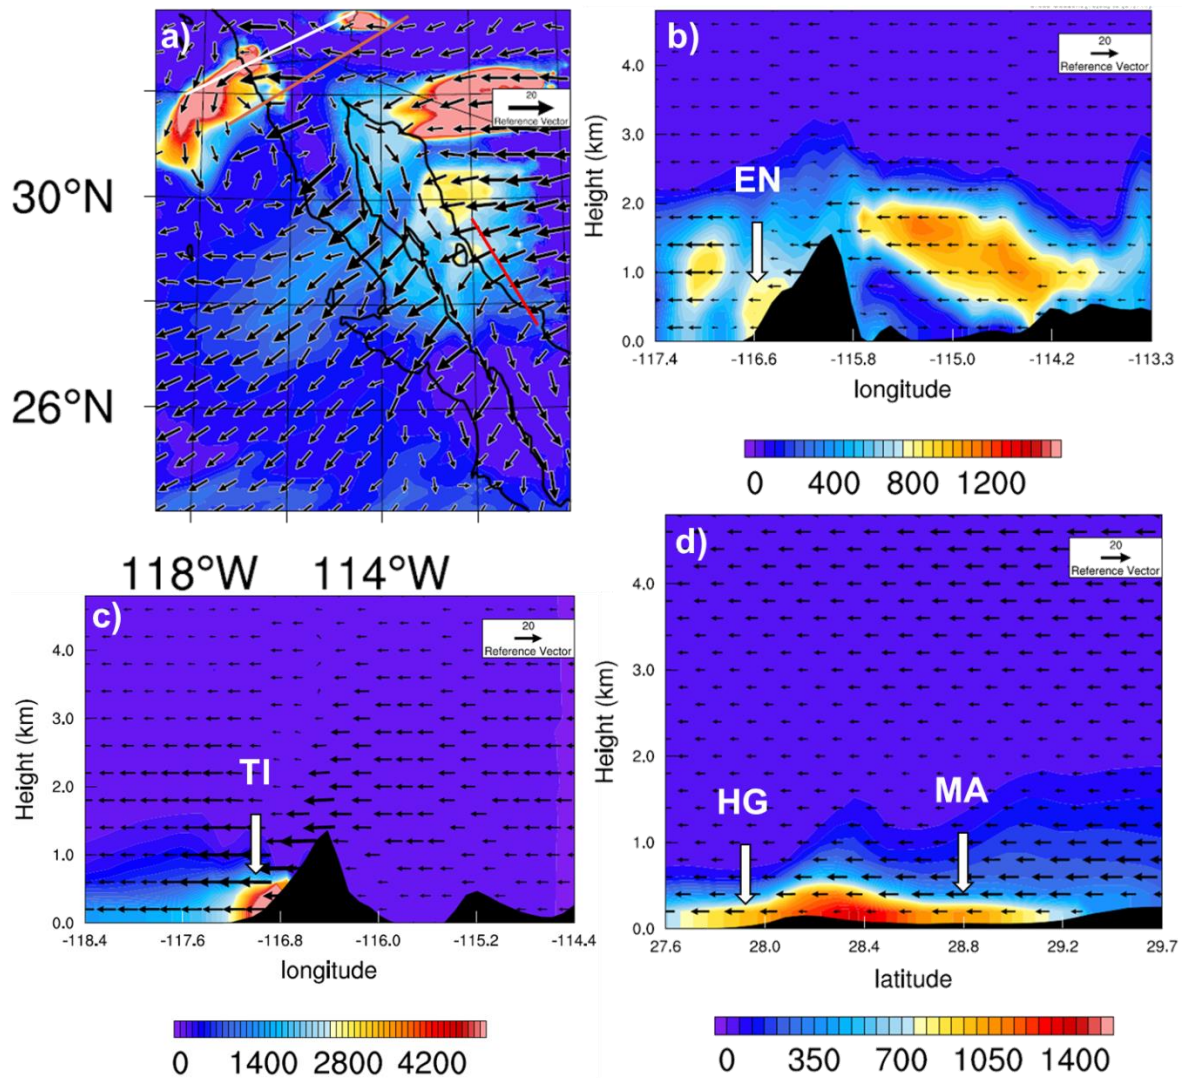 a)
20
Reference Vector
30°N
26°N
118°W 114°W
b)
20
Reference Vector
EN
Height (km)
4.0
3.0
2.0
1.0
0.0
-117.4 -116.6 -115.8 -115.0 -114.2 -113.3
longitude
0 400 800 1200
c)
20
Reference Vector
TI
Height (km)
4.0
3.0
2.0
1.0
0.0
-118.4 -117.6 -116.8 -116.0 -115.2 -114.4
longitude
0 1400 2800 4200
d)
20
Reference Vector
HG
MA
Height (km)
4.0
3.0
2.0
1.0
0.0
27.6 28.0 28.4 28.8 29.2 29.7
latitude
0 350 700 1050 1400